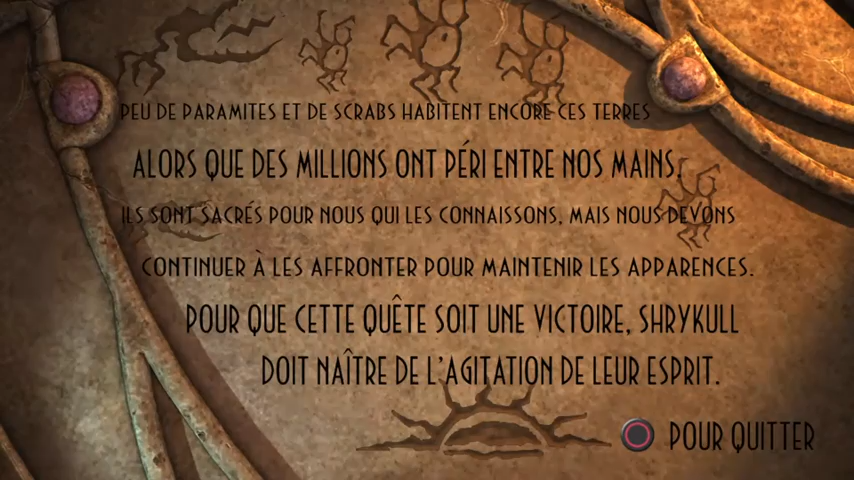 PEU DE PARAMITES ET DE SCRABS HABITENT ENCORE CES TERRES
ALORS QUE DES MILLIONS ONT PÉRI ENTRE NOS MAINS.
ILS SONT SACRÉS POUR NOUS QUI LES CONNAISSONS, MAIS NOUS DEVONS
CONTINUER À LES AFFRONTER POUR MAINTENIR LES APPARENCES.
POUR QUE CETTE QUÊTE SOIT UNE VICTOIRE, SHRYKULL
DOIT NAÎTRE DE L'AGITATION DE LEUR ESPRIT.
POUR QUITTER